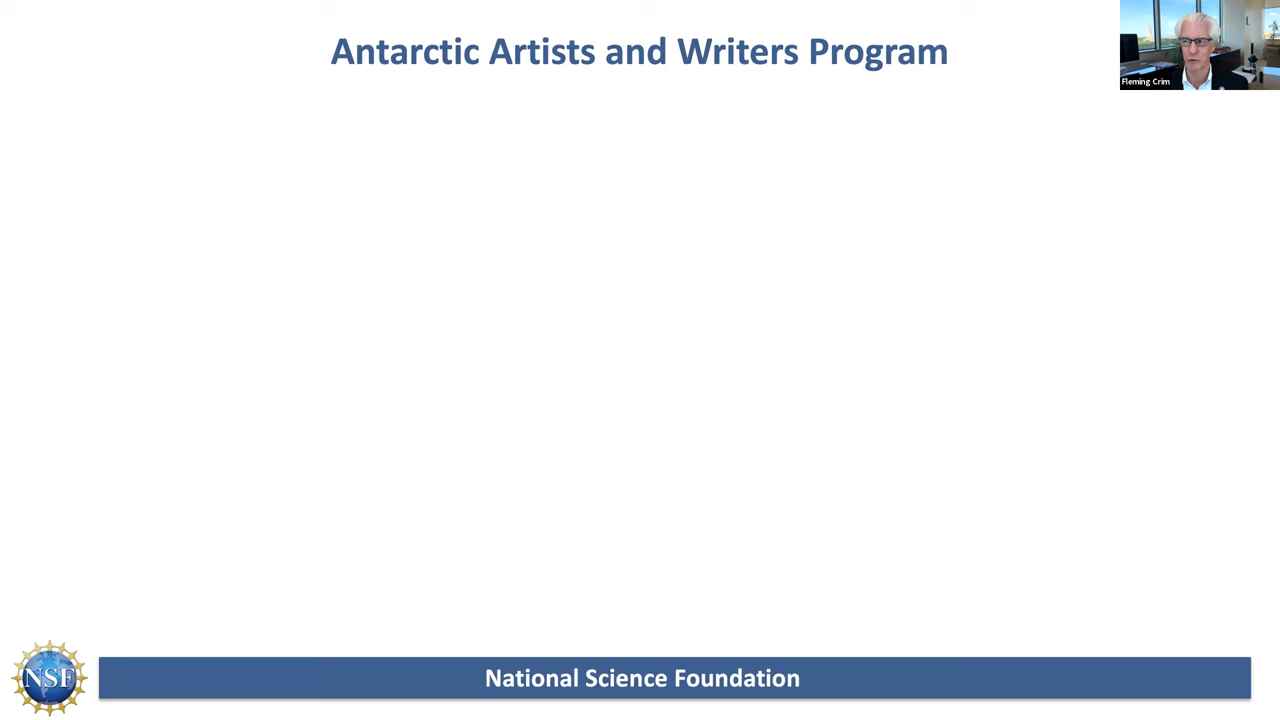 Antarctic Artists and Writers Program
Fleming Crim
NSF
National Science Foundation